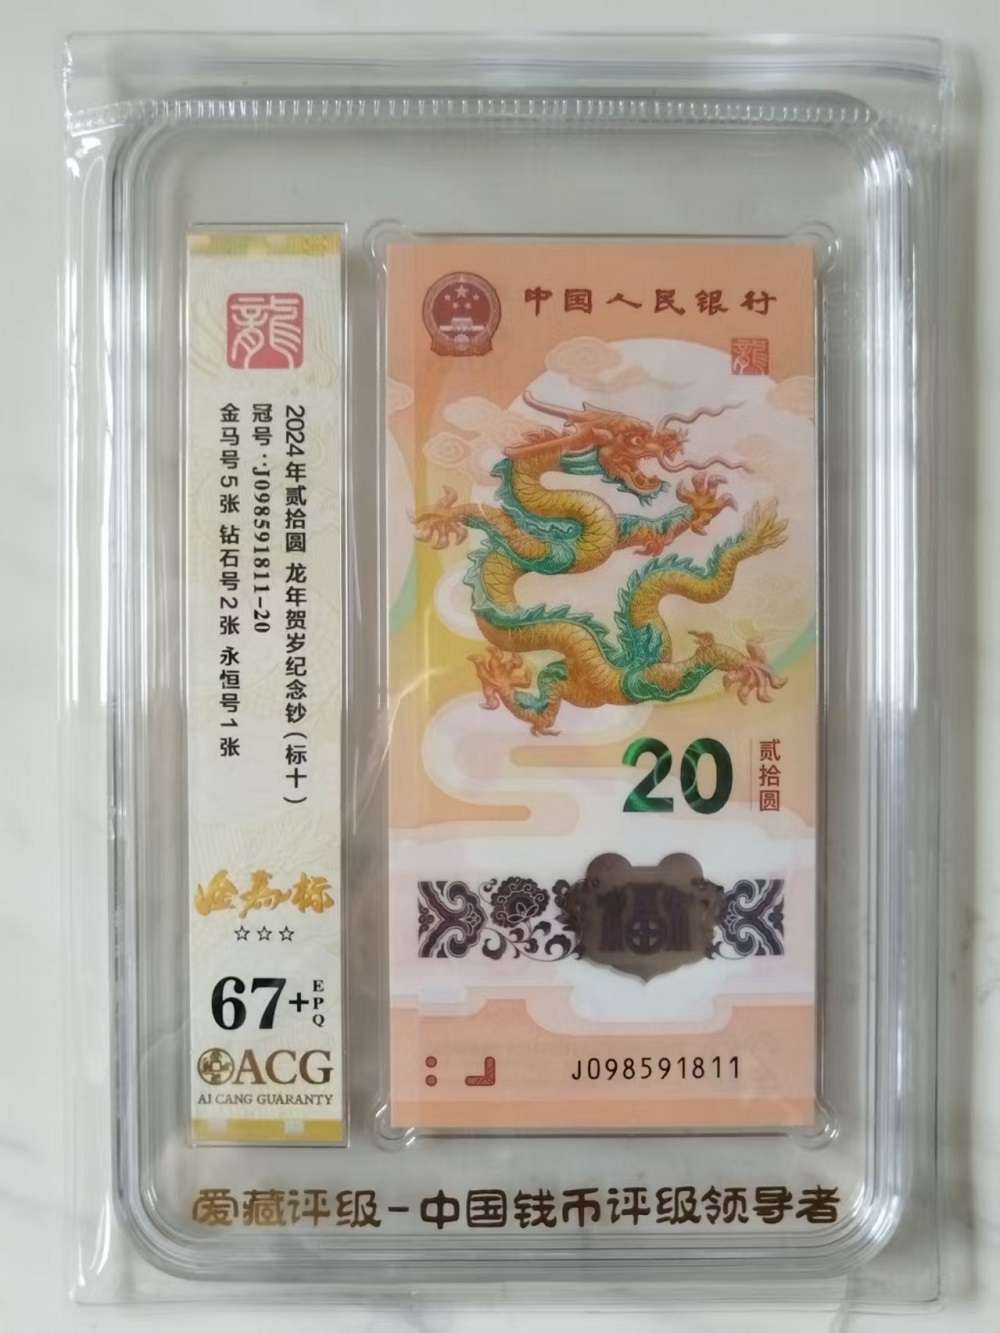 龍
2024年贰拾圆 龙年贺岁纪念钞(标十)
冠号:J098591811-20
金马号5张 钻石号2张 永恒号1张
☆☆☆
67+
EPQ
ACG
AI CANG GUARANTY
中国人民银行
龍
20
贰拾圆
J098591811
爱藏评级-中国钱币评级领导者